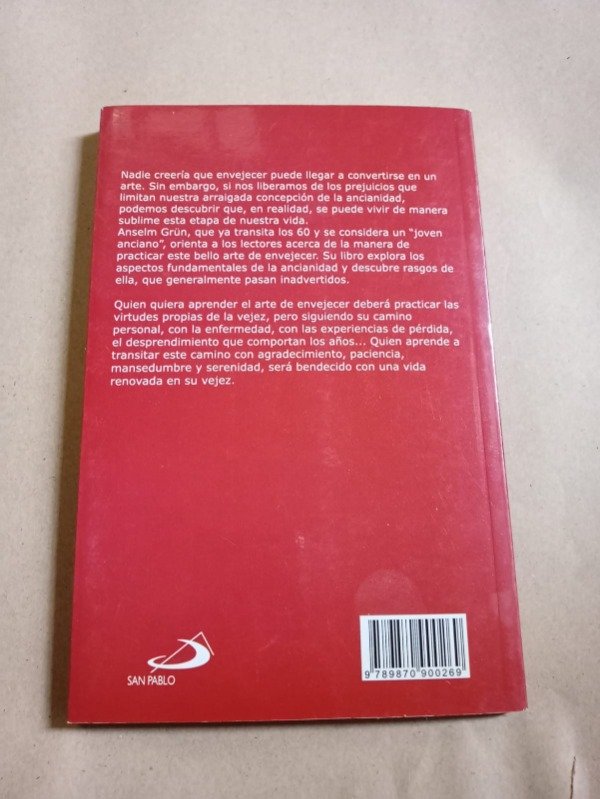 Nadie creería que envejecer puede llegar a convertirse en un
arte. Sin embargo, si nos liberamos de los prejuicios que
limitan nuestra arraigada concepción de la ancianidad,
podemos descubrir que, en realidad, se puede vivir de manera
sublime esta etapa de nuestra vida.
Anselm Grün, que ya transita los 60 y se considera un "joven
anciano", orienta a los lectores acerca de la manera de
practicar este bello arte de envejecer. Su libro explora los
aspectos fundamentales de la ancianidad y descubre rasgos de
ella, que generalmente pasan inadvertidos.
Quien quiera aprender el arte de envejecer deberá practicar las
virtudes propias de la vejez, pero siguiendo su camino
personal, con la enfermedad, con las experiencias de pérdida,
el desprendimiento que comportan los años... Quien aprende a
transitar este camino con agradecimiento, paciencia,
mansedumbre y serenidad, será bendecido con una vida
renovada en su vejez.
SAN PABLO
9 789870 900269